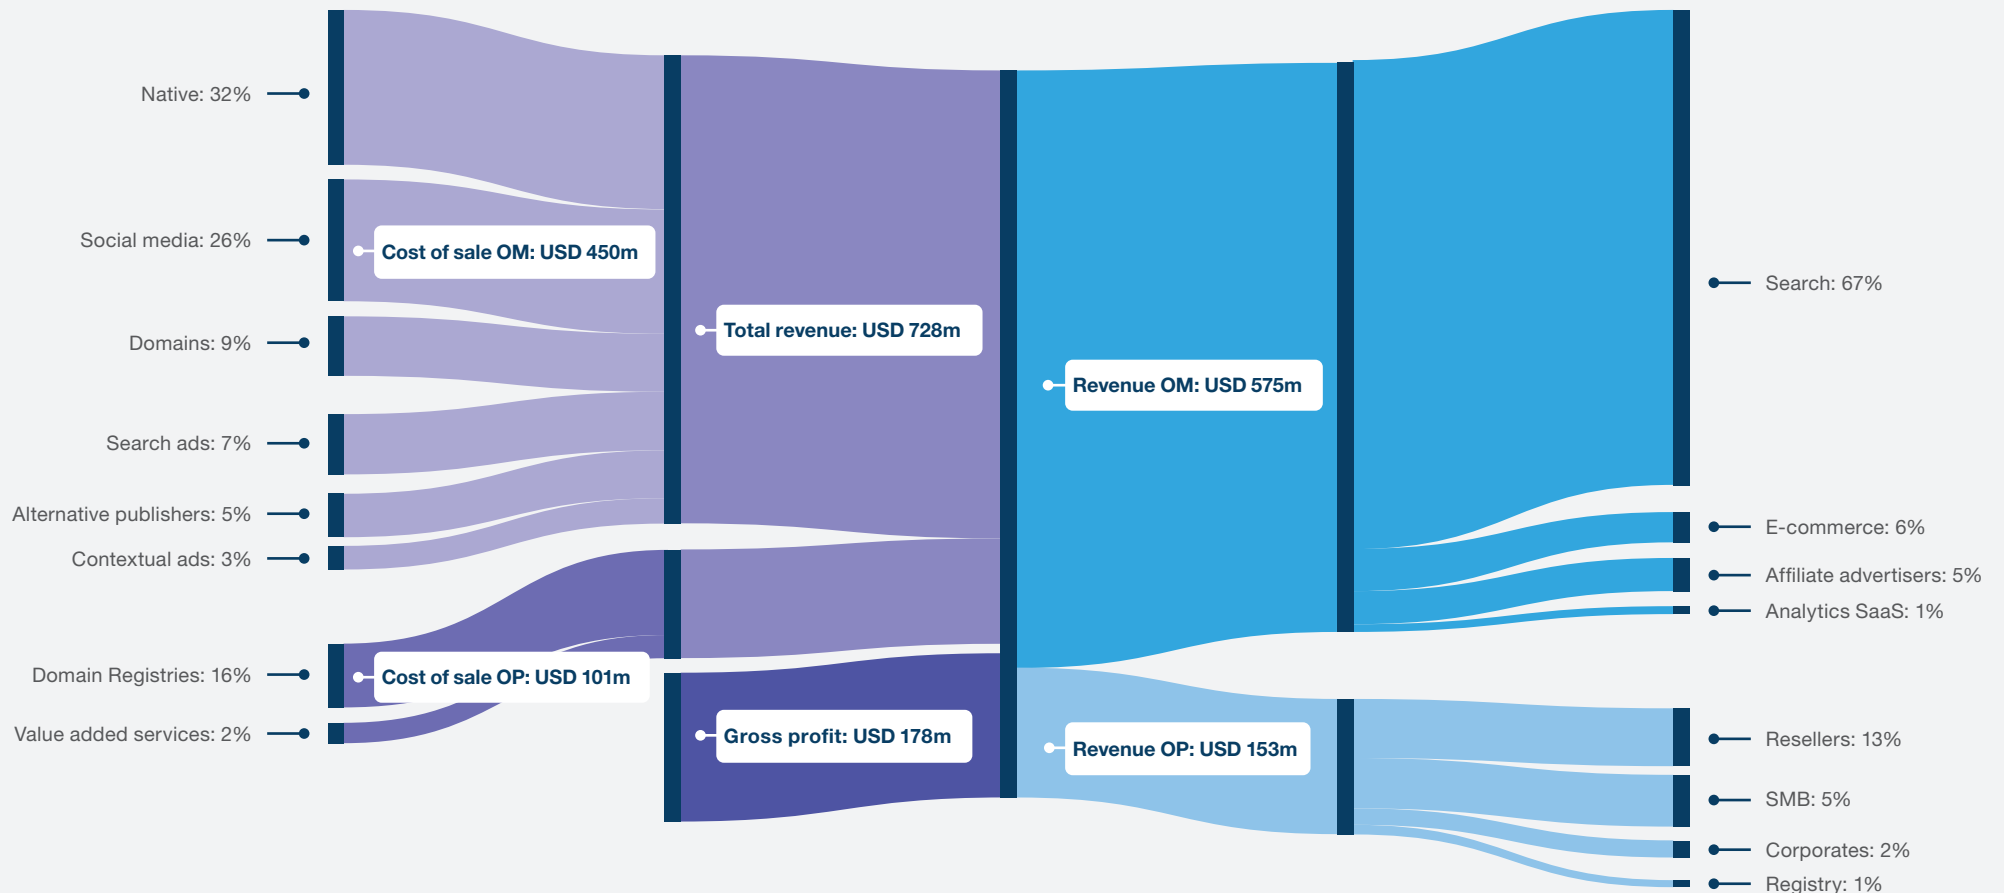 Native: 32%
Social media: 26%
Domains: 9%
Search ads: 7%
Alternative publishers: 5%
Contextual ads: 3%
Domain Registries: 16%
Value added services: 2%
Cost of sale OM: USD 450m
Cost of sale OP: USD 101m
Total revenue: USD 728m
Gross profit: USD 178m
Revenue OM: USD 575m
Revenue OP: USD 153m
Search: 67%
E-commerce: 6%
Affiliate advertisers: 5%
Analytics SaaS: 1%
Resellers: 13%
SMB: 5%
Corporates: 2%
Registry: 1%